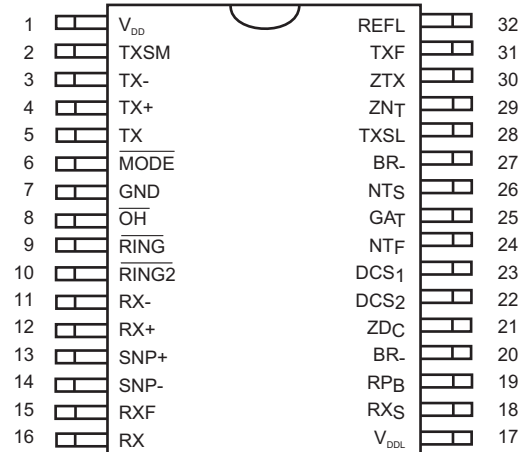 1 V_DD REFL 32
2 TXSM TXF 31
3 TX- ZTX 30
4 TX+ ZNT 29
5 TX TXSL 28
6 MODE BR- 27
7 GND NTS 26
8 OH GAT 25
9 RING NTF 24
10 RING2 DCS1 23
11 RX- DCS2 22
12 RX+ ZDC 21
13 SNP+ BR- 20
14 SNP- RPB 19
15 RXF RXS 18
16 RX V_DDL 17